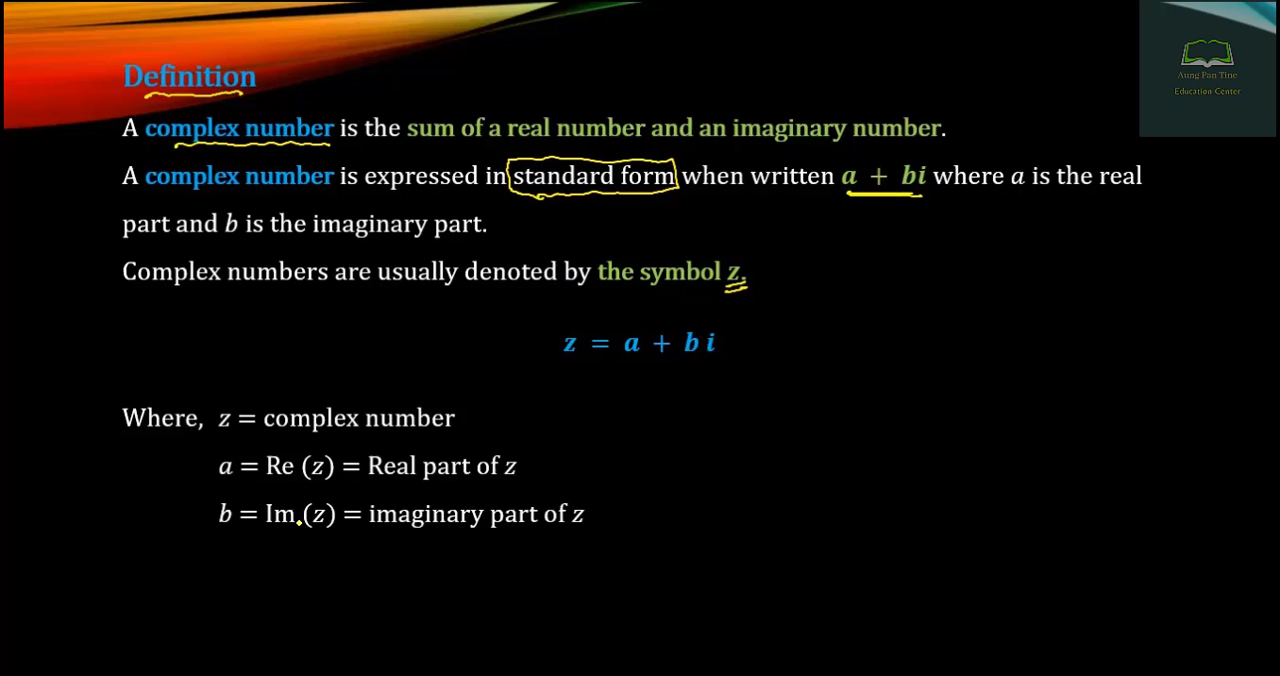 Aung Pan Tine
Education Center
Definition
A complex number is the sum of a real number and an imaginary number.
A complex number is expressed in standard form when written a + bi where a is the real
part and b is the imaginary part.
Complex numbers are usually denoted by the symbol z.
z = a + b i
Where, z = complex number
a = Re (z) = Real part of z
b = Im (z) = imaginary part of z